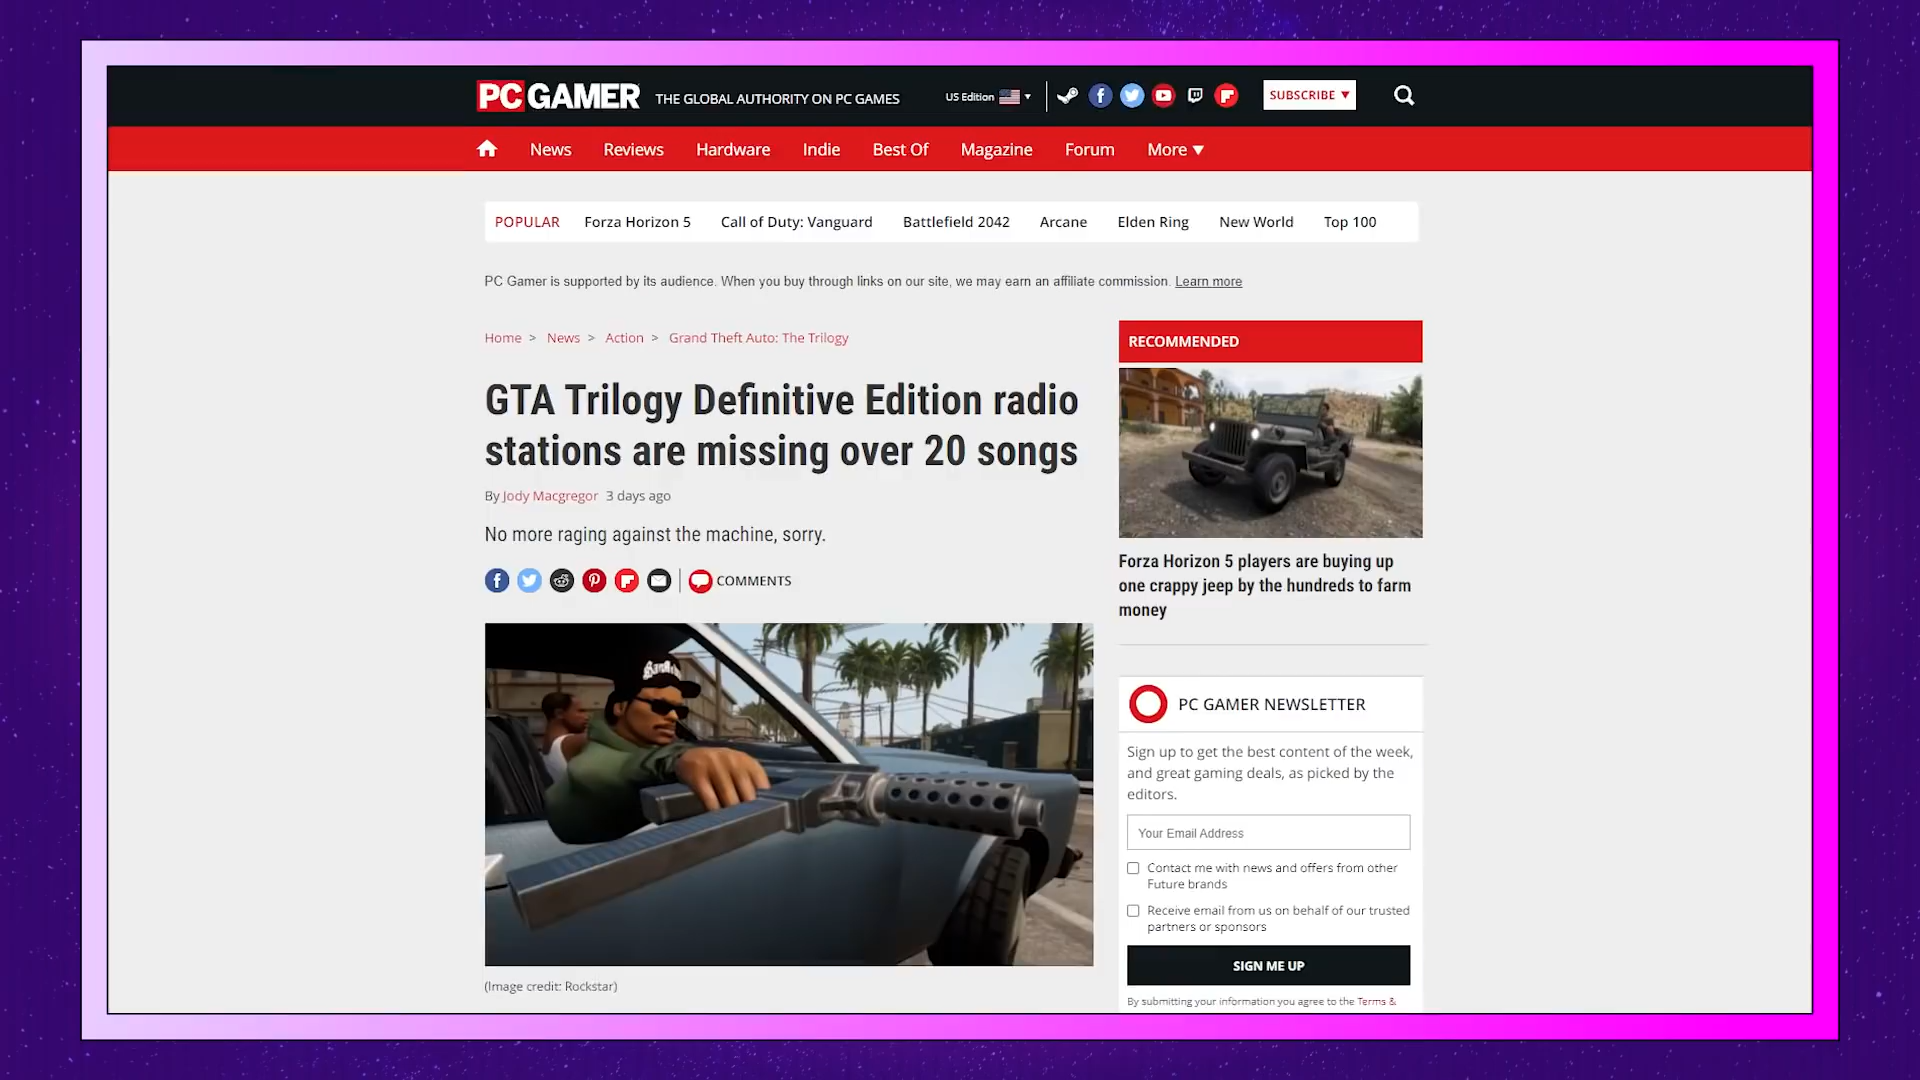 PC GAMER THE GLOBAL AUTHORITY ON PC GAMES US Edition SUBSCRIBE
News Reviews Hardware Indie Best Of Magazine Forum More
POPULAR Forza Horizon 5 Call of Duty: Vanguard Battlefield 2042 Arcane Elden Ring New World Top 100
PC Gamer is supported by its audience. When you buy through links on our site, we may earn an affiliate commission. Learn more
Home > News > Action > Grand Theft Auto: The Trilogy
GTA Trilogy Definitive Edition radio
stations are missing over 20 songs
By Jody Macgregor 3 days ago
No more raging against the machine, sorry.
COMMENTS
(Image credit: Rockstar)
RECOMMENDED
Forza Horizon 5 players are buying up
one crappy jeep by the hundreds to farm
money
PC GAMER NEWSLETTER
Sign up to get the best content of the week,
and great gaming deals, as picked by the
editors.
Your Email Address
Contact me with news and offers from other
Future brands
Receive email from us on behalf of our trusted
partners or sponsors
SIGN ME UP
By submitting your information you agree to the Terms &